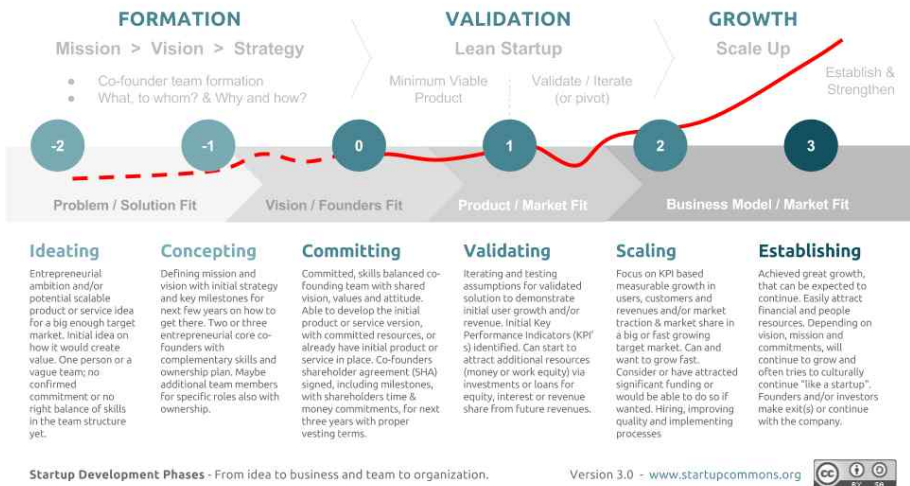 FORMATION
Mission > Vision > Strategy
● Co-founder team formation
● What, to whom? & Why and how?
VALIDATION
Lean Startup
Minimum Viable
Product
Validate / Iterate
(or pivot)
GROWTH
Scale Up
Establish &
Strengthen
-2
-1
0
1
2
3
Problem / Solution Fit
Vision / Founders Fit
Product / Market Fit
Business Model / Market Fit
Ideating
Entrepreneurial
ambition and/or
potential scalable
product or service idea
for a big enough target
market. Initial idea on
how it would create
value. One person or a
vague team; no
confirmed
commitment or no
right balance of skills
in the team structure
yet.
Concepting
Defining mission and
vision with initial strategy
and key milestones for
next few years on how to
get there. Two or three
entrepreneurial core co-
founders with
complementary skills and
ownership plan. Maybe
additional team members
for specific roles also with
ownership.
Committing
Committed, skills balanced co-
founding team with shared
vision, values and attitude.
Able to develop the initial
product or service version,
with committed resources, or
already have initial product or
service in place. Co-founders
shareholder agreement (SHA)
signed, including milestones,
with shareholders time &
money commitments, for next
three years with proper
vesting terms.
Validating
Iterating and testing
assumptions for validated
solution to demonstrate
initial user growth and/or
revenue. Initial Key
Performance Indicators (KPI'
s) identified. Can start to
attract additional resources
(money or work equity) via
investments or loans for
equity, interest or revenue
share from future revenues.
Scaling
Focus on KPI based
measurable growth in
users, customers and
revenues and/or market
traction & market share in
a big or fast growing
target market. Can and
want to grow fast.
Consider or have attracted
significant funding or
would be able to do so if
wanted. Hiring, improving
quality and implementing
processes
Establishing
Achieved great growth,
that can be expected to
continue. Easily attract
financial and people
resources. Depending on
vision, mission and
commitments, will
continue to grow and
often tries to culturally
continue "like a startup".
Founders and/or investors
make exit(s) or continue
with the company.
Startup Development Phases - From idea to business and team to organization.
Version 3.0 - www.startupcommons.org
cc
BY SA